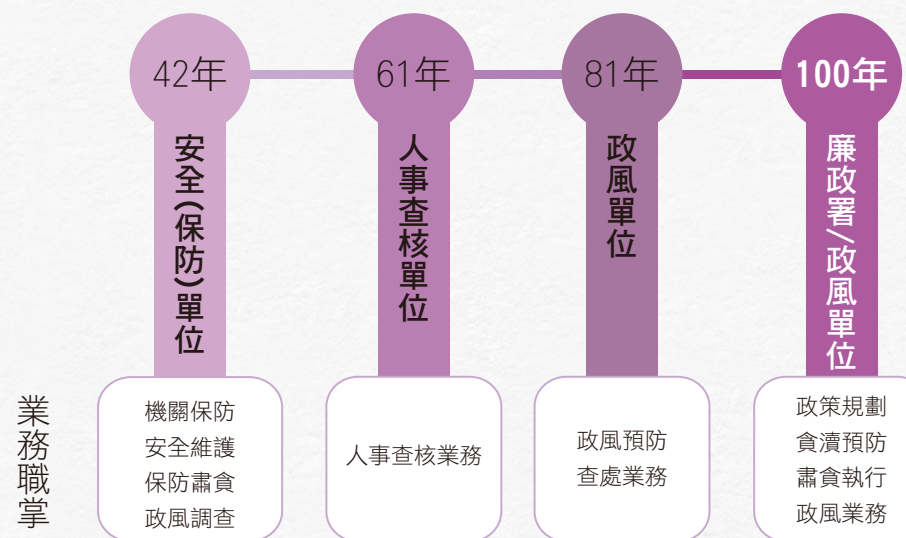 42年
安全(保防)單位
機關保防
安全維護
保防肅貪
政風調查
61年
人事查核單位
人事查核業務
81年
政風單位
政風預防
查處業務
100年
廉政署/政風單位
政策規劃
貪瀆預防
肅貪執行
政風業務
業務職掌